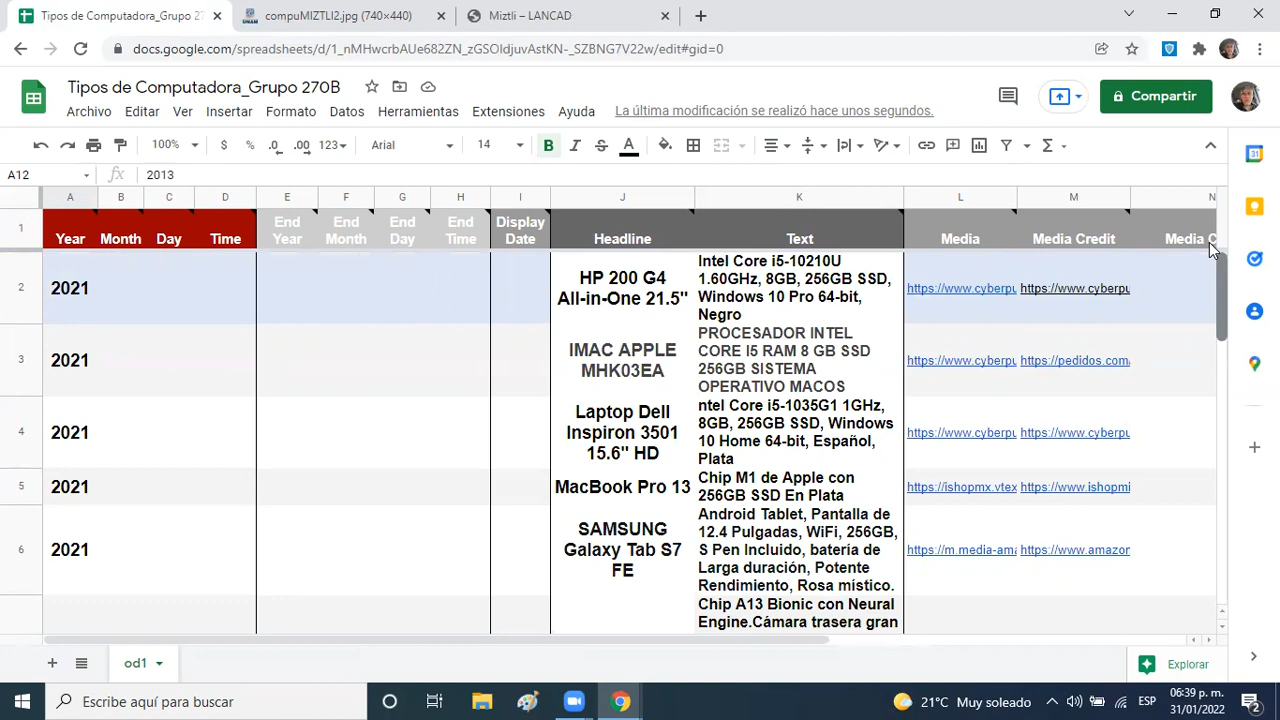 Tipos de Computadora_Grupo 270B
compuMIZTLI2.jpg (740×440)
Miztli – LANCAD
docs.google.com/spreadsheets/d/1_nMHwcrbAUe682ZN_zGSOIdjuvAstKN-_SZBNG7V22w/edit#gid=0
Tipos de Computadora_Grupo 270B
Archivo Editar Ver Insertar Formato Datos Herramientas Extensiones Ayuda
La última modificación se realizó hace unos segundos.
Compartir
100% $ % .0 .00 123 Arial 14 B I S A
A12 fx 2013
A B C D E F G H I J K L M N
1
Year Month Day Time
End Year
End Month
End Day
End Time
Display Date
Headline Text Media Media Credit Media C
2
2021
HP 200 G4
All-in-One 21.5"
Intel Core i5-10210U
1.60GHz, 8GB, 256GB SSD,
Windows 10 Pro 64-bit,
Negro
https://www.cyberpu https://www.cyberpu
3
2021
IMAC APPLE
MHK03EA
PROCESADOR INTEL
CORE I5 RAM 8 GB SSD
256GB SISTEMA
OPERATIVO MACOS
https://www.cyberpu https://pedidos.com
4
2021
Laptop Dell
Inspiron 3501
15.6" HD
ntel Core i5-1035G1 1GHz,
8GB, 256GB SSD, Windows
10 Home 64-bit, Español,
Plata
https://www.cyberpu https://www.cyberpu
5
2021
MacBook Pro 13
Chip M1 de Apple con
256GB SSD En Plata
https://ishopmx.vtex https://www.ishopmi
6
2021
SAMSUNG
Galaxy Tab S7
FE
Android Tablet, Pantalla de
12.4 Pulgadas, WiFi, 256GB,
S Pen Incluido, batería de
Larga duración, Potente
Rendimiento, Rosa místico.
https://m.media-ama https://www.amazon
Chip A13 Bionic con Neural
Engine.Cámara trasera gran
od1
Explorar
Escribe aquí para buscar
21°C Muy soleado
ESP
06:39 p. m.
31/01/2022
2